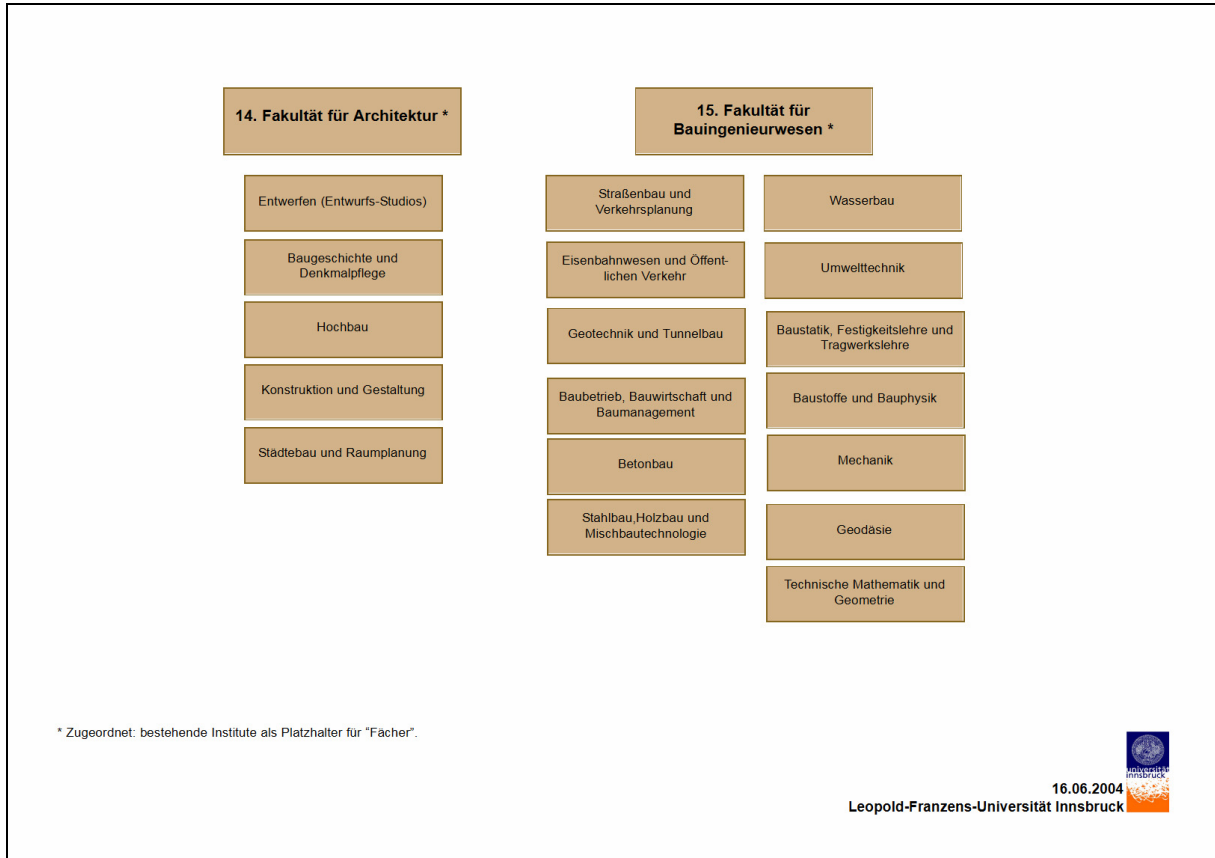 14. Fakultät für Architektur *
Entwerfen (Entwurfs-Studios)
Baugeschichte und
Denkmalpflege
Hochbau
Konstruktion und Gestaltung
Städtebau und Raumplanung
15. Fakultät für
Bauingenieurwesen *
Straßenbau und
Verkehrsplanung
Eisenbahnwesen und Öffent-
lichen Verkehr
Geotechnik und Tunnelbau
Baubetrieb, Bauwirtschaft und
Baumanagement
Betonbau
Stahlbau,Holzbau und
Mischbautechnologie
Wasserbau
Umwelttechnik
Baustatik, Festigkeitslehre und
Tragwerkslehre
Baustoffe und Bauphysik
Mechanik
Geodäsie
Technische Mathematik und
Geometrie
* Zugeordnet: bestehende Institute als Platzhalter für “Fächer”.
universität
innsbruck
16.06.2004
Leopold-Franzens-Universität Innsbruck